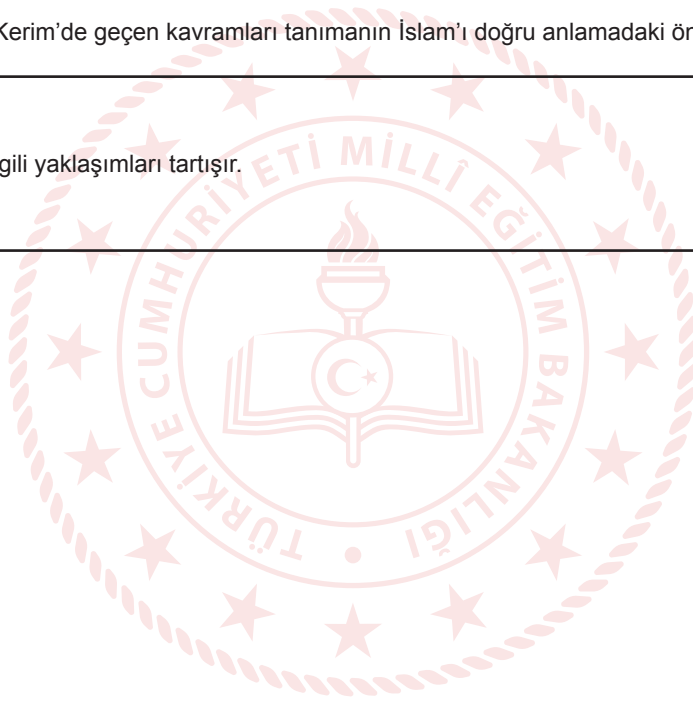 Kerim’de geçen kavramları tanımanın İslam’ı doğru anlamadaki ön
gili yaklaşımları tartışır.
TÜRKİYE CUMHURİYETİ MİLLÎ EĞİTİM BAKANLIĞI